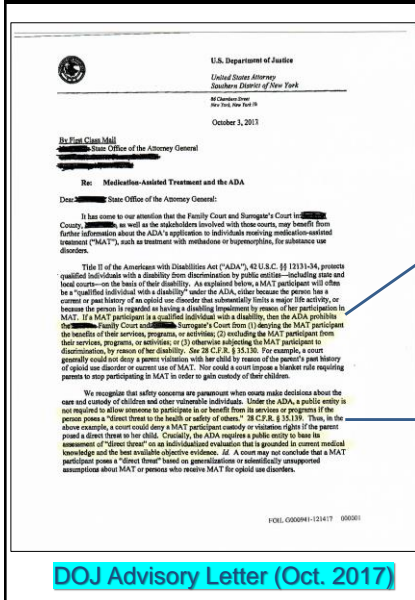 U.S. Department of Justice
United States Attorney
Southern District of New York
86 Chambers Street
New York, New York 10
October 3, 2017
By First Class Mail
State Office of the Attorney General
Re: Medication-Assisted Treatment and the ADA
Dear State Office of the Attorney General:
It has come to our attention that the Family Court and Surrogate's Court in
County, as well as the stakeholders involved with those courts, may benefit from
further information about the ADA's application to individuals receiving medication-assisted
treatment ("MAT"), such as treatment with methadone or buprenorphine, for substance use
disorders.
Title II of the Americans with Disabilities Act ("ADA"), 42 U.S.C. §§ 12131-34, protects
qualified individuals with a disability from discrimination by public entities—including state and
local courts—on the basis of their disability. As explained below, a MAT participant will often
be a "qualified individual with a disability" under the ADA, either because the person has a
current or past history of an opioid use disorder that substantially limits a major life activity, or
because the person is regarded as having a disabling impairment by reason of her participation in
MAT. If a MAT participant is a qualified individual with a disability, then the ADA prohibits
the Family Court and Surrogate's Court from (1) denying the MAT participant
the benefits of their services, programs, or activities; (2) excluding the MAT participant from
their services, programs, or activities; or (3) otherwise subjecting the MAT participant to
discrimination, by reason of her disability. See 28 C.F.R. § 35.130. For example, a court
generally could not deny a parent visitation with her child by reason of the parent's past history
of opioid use disorder or current use of MAT. Nor could a court impose a blanket rule requiring
parents to stop participating in MAT in order to gain custody of their children.
We recognize that safety concerns are paramount when courts make decisions about the
care and custody of children and other vulnerable individuals. Under the ADA, a public entity is
not required to allow someone to participate in or benefit from its services or programs if the
person poses a "direct threat to the health or safety of others." 28 C.F.R. § 35.139. Thus, in the
above example, a court could deny a MAT participant custody or visitation rights if the parent
posed a direct threat to her child. Crucially, the ADA requires a public entity to base its
assessment of "direct threat" on an individualized evaluation that is grounded in current medical
knowledge and the best available objective evidence. Id. A court may not conclude that a MAT
participant poses a "direct threat" based on generalizations or scientifically unsupported
assumptions about MAT or persons who receive MAT for opioid use disorders.
FOIL G000941-121417 000001
DOJ Advisory Letter (Oct. 2017)